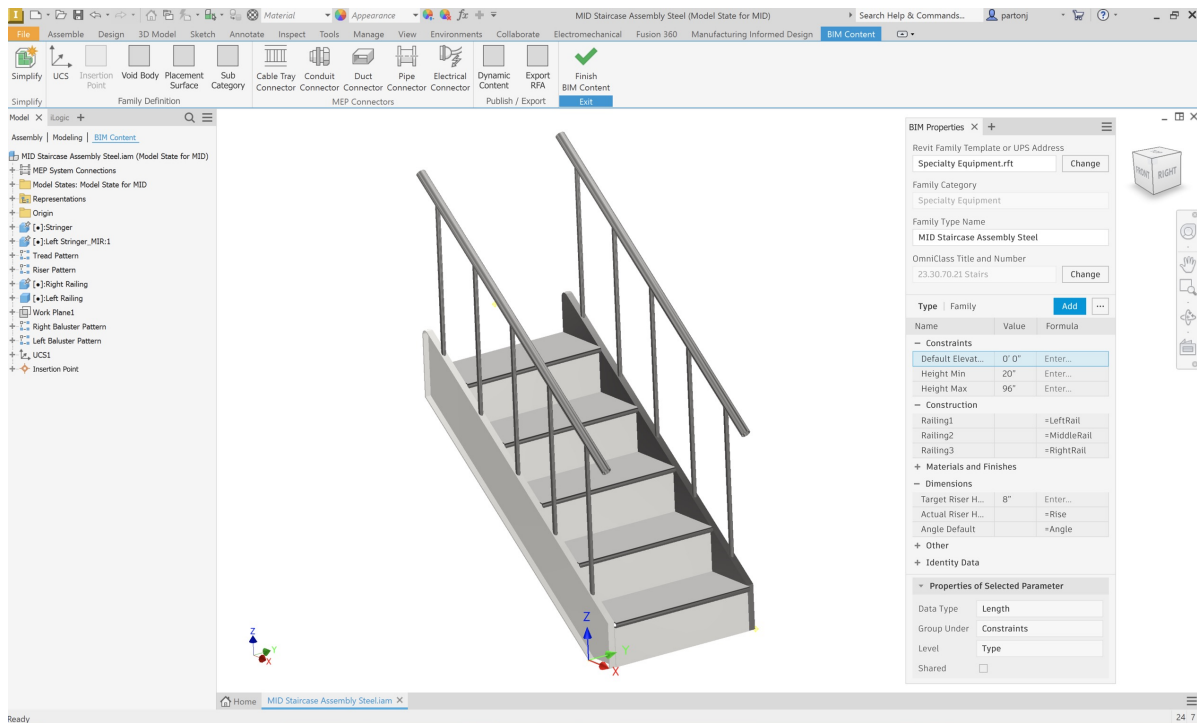 Material Appearance fx MID Staircase Assembly Steel (Model State for MID) Search Help & Commands... partonj
File Assemble Design 3D Model Sketch Annotate Inspect Tools Manage View Environments Collaborate Electromechanical Fusion 360 Manufacturing Informed Design BIM Content
Simplify UCS Insertion Point Void Body Placement Surface Sub Category Cable Tray Connector Conduit Connector Duct Connector Pipe Connector Electrical Connector Dynamic Content Export RFA Finish BIM Content
Simplify Family Definition MEP Connectors Publish / Export Exit
Model iLogic
Assembly Modeling BIM Content
MID Staircase Assembly Steel.iam (Model State for MID)
MEP System Connections
Model States: Model State for MID
Representations
Origin
[•]:Stringer
[•]:Left Stringer_MIR:1
Tread Pattern
Riser Pattern
[•]:Right Railing
[•]:Left Railing
Work Plane1
Right Baluster Pattern
Left Baluster Pattern
UCS1
Insertion Point
Z
Y
X
Z
Y
X
BIM Properties
Revit Family Template or UPS Address
Specialty Equipment.rft Change
Family Category
Specialty Equipment
Family Type Name
MID Staircase Assembly Steel
OmniClass Title and Number
23.30.70.21 Stairs Change
Type Family Add ...
Name Value Formula
Constraints
Default Elevat... 0' 0" Enter...
Height Min 20" Enter...
Height Max 96" Enter...
Construction
Railing1 =LeftRail
Railing2 =MiddleRail
Railing3 =RightRail
Materials and Finishes
Dimensions
Target Riser H... 8" Enter...
Actual Riser H... =Rise
Angle Default =Angle
Other
Identity Data
Properties of Selected Parameter
Data Type Length
Group Under Constraints
Level Type
Shared
FRONT RIGHT
Home MID Staircase Assembly Steel.iam
Ready 24 7